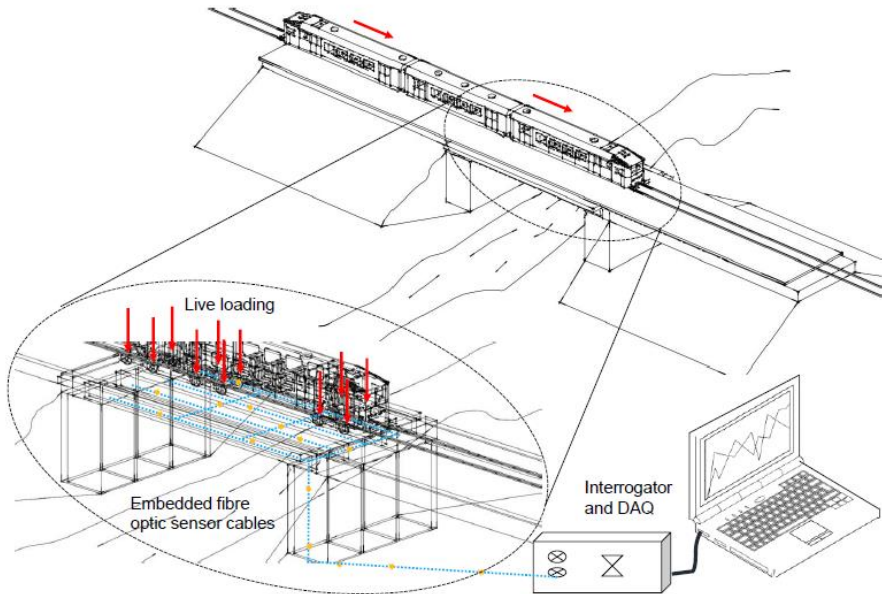 Live loading
Embedded fibre
optic sensor cables
Interrogator
and DAQ